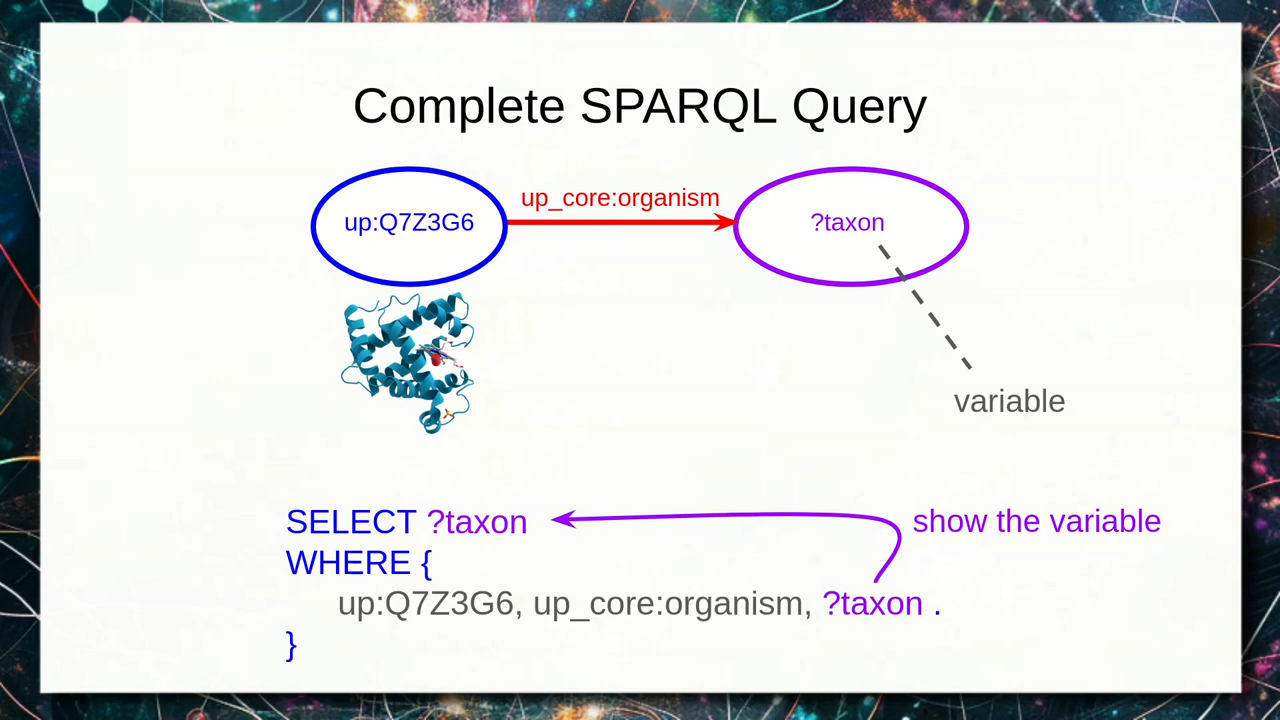 Complete SPARQL Query
up_core:organism
up:Q7Z3G6
?taxon
variable
SELECT ?taxon
show the variable
WHERE {
up:Q7Z3G6, up_core:organism, ?taxon .
}